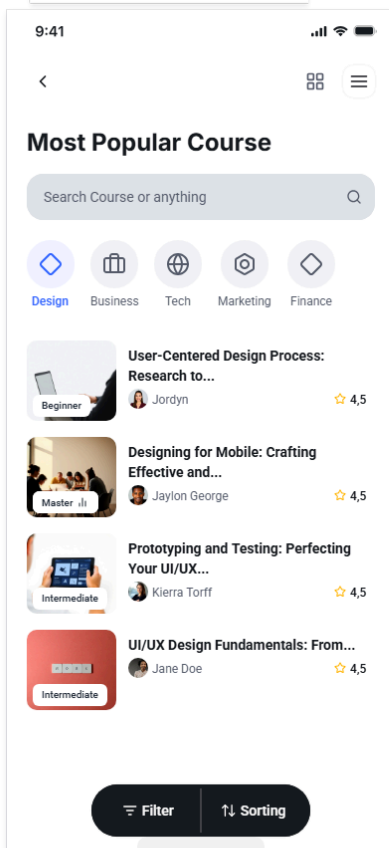 9:41
Most Popular Course
Search Course or anything
Design
Business
Tech
Marketing
Finance
User-Centered Design Process:
Research to...
Beginner
Jordyn
4,5
Designing for Mobile: Crafting
Effective and...
Master
Jaylon George
4,5
Prototyping and Testing: Perfecting
Your UI/UX...
Intermediate
Kierra Torff
4,5
UI/UX Design Fundamentals: From...
Jane Doe
4,5
Intermediate
Filter
Sorting